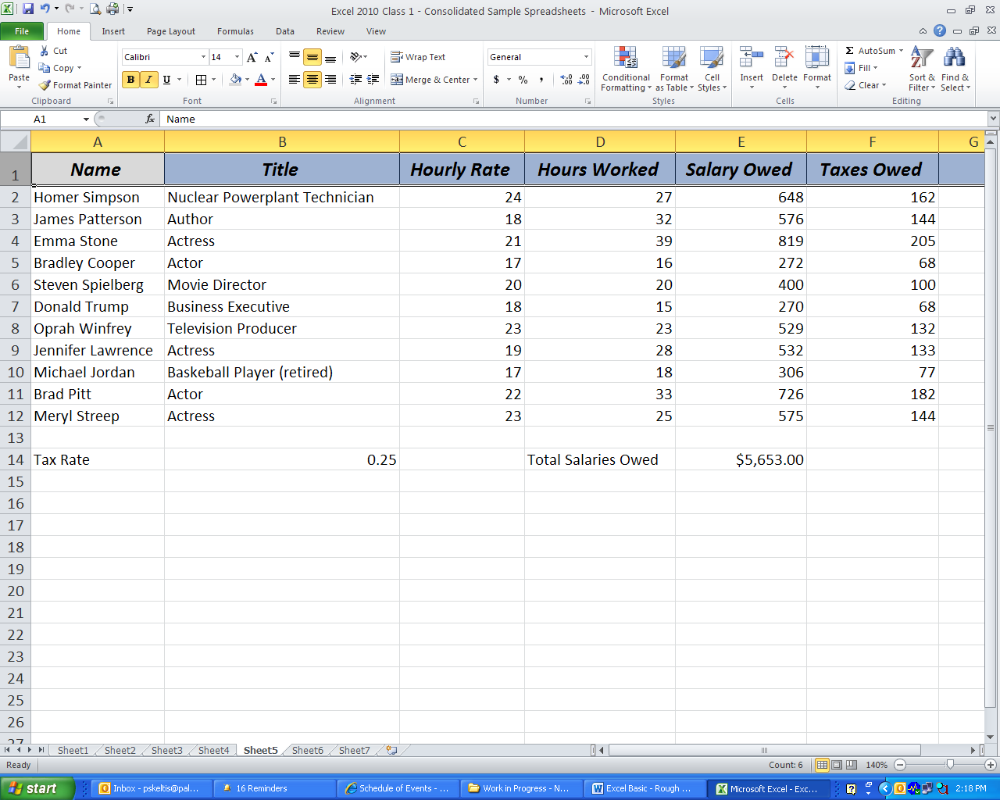 Excel 2010 Class 1 - Consolidated Sample Spreadsheets - Microsoft Excel
File Home Insert Page Layout Formulas Data Review View
Paste Cut Calibri 14 A A Wrap Text General Conditional Formatting Format as Table Cell Styles Insert Delete Format Σ AutoSum Sort & Filter Find & Select
Copy Fill
Format Painter B I U A Merge & Center $ % , .00 .0 Clear
Clipboard Font Alignment Number Styles Cells Editing
A1 fx Name
A B C D E F G
1 Name Title Hourly Rate Hours Worked Salary Owed Taxes Owed
2 Homer Simpson Nuclear Powerplant Technician 24 27 648 162
3 James Patterson Author 18 32 576 144
4 Emma Stone Actress 21 39 819 205
5 Bradley Cooper Actor 17 16 272 68
6 Steven Spielberg Movie Director 20 20 400 100
7 Donald Trump Business Executive 18 15 270 68
8 Oprah Winfrey Television Producer 23 23 529 132
9 Jennifer Lawrence Actress 19 28 532 133
10 Michael Jordan Baskeball Player (retired) 17 18 306 77
11 Brad Pitt Actor 22 33 726 182
12 Meryl Streep Actress 23 25 575 144
13
14 Tax Rate 0.25 Total Salaries Owed $5,653.00
15
16
17
18
19
20
21
22
23
24
25
26
27
Sheet1 Sheet2 Sheet3 Sheet4 Sheet5 Sheet6 Sheet7
Ready Count: 6 140%
start Inbox - pskeltis@pal... 16 Reminders Schedule of Events - ... Work in Progress - N... Excel Basic - Rough ... Microsoft Excel - Exc... 2:18 PM